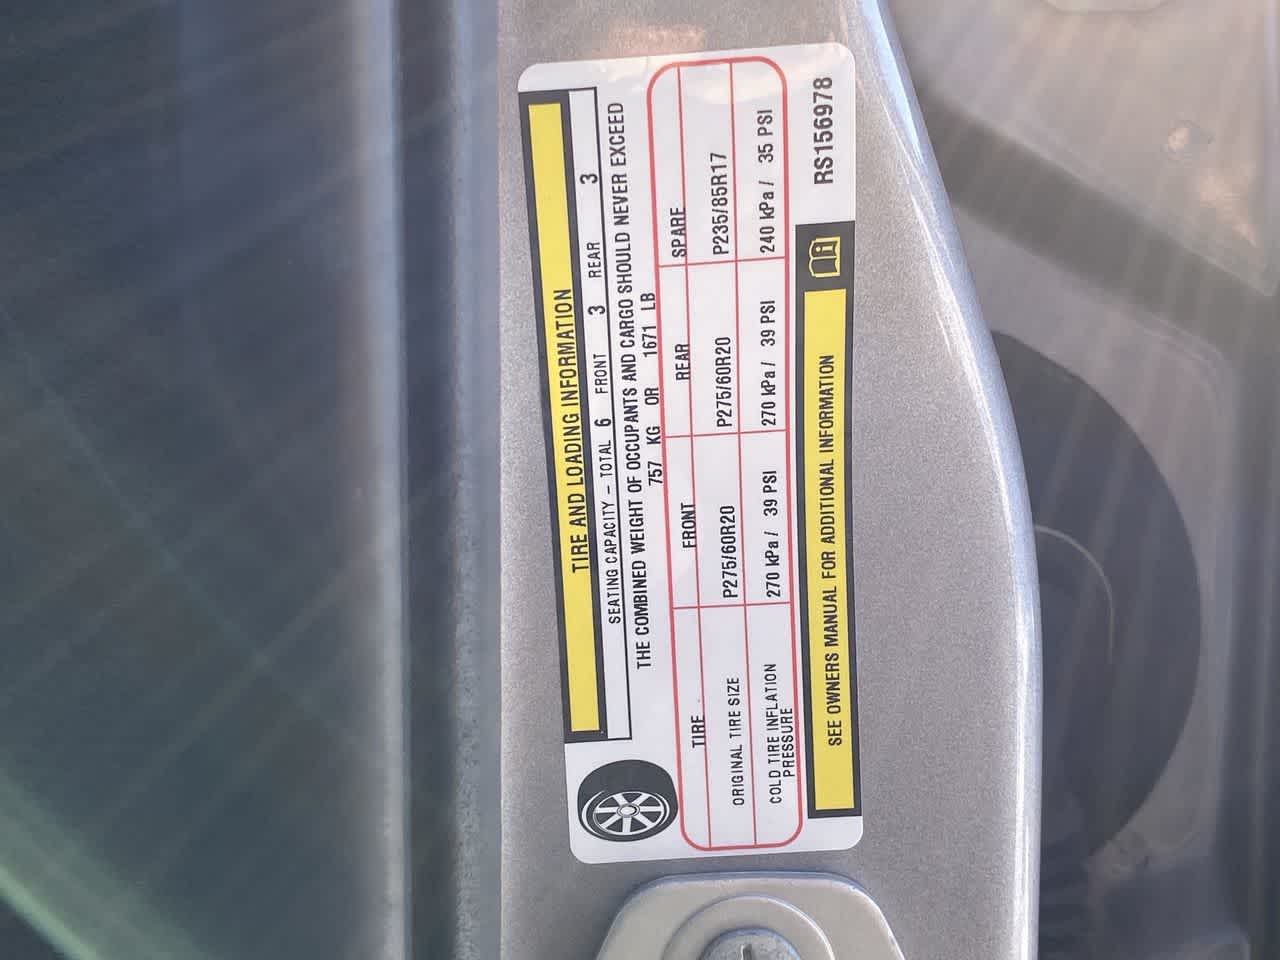 TIRE AND LOADING INFORMATION
SEATING CAPACITY – TOTAL 6 FRONT 3 REAR 3
THE COMBINED WEIGHT OF OCCUPANTS AND CARGO SHOULD NEVER EXCEED
757 KG OR 1671 LB
TIRE FRONT REAR SPARE
ORIGINAL TIRE SIZE P275/60R20 P275/60R20 P235/85R17
COLD TIRE INFLATION PRESSURE 270 kPa / 39 PSI 270 kPa / 39 PSI 240 kPa / 35 PSI
SEE OWNERS MANUAL FOR ADDITIONAL INFORMATION
RS156978